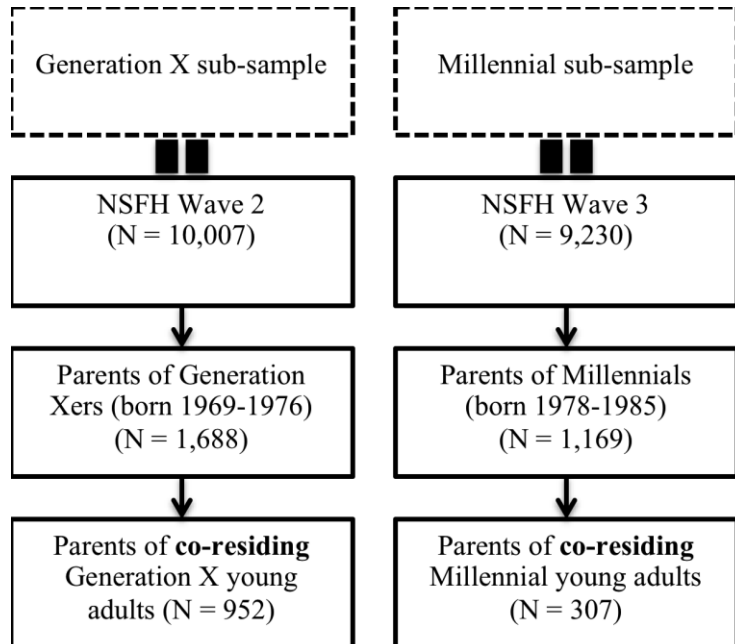 Generation X sub-sample
Millennial sub-sample
NSFH Wave 2
(N = 10,007)
NSFH Wave 3
(N = 9,230)
Parents of Generation
Xers (born 1969-1976)
(N = 1,688)
Parents of Millennials
(born 1978-1985)
(N = 1,169)
Parents of co-residing
Generation X young
adults (N = 952)
Parents of co-residing
Millennial young adults
(N = 307)